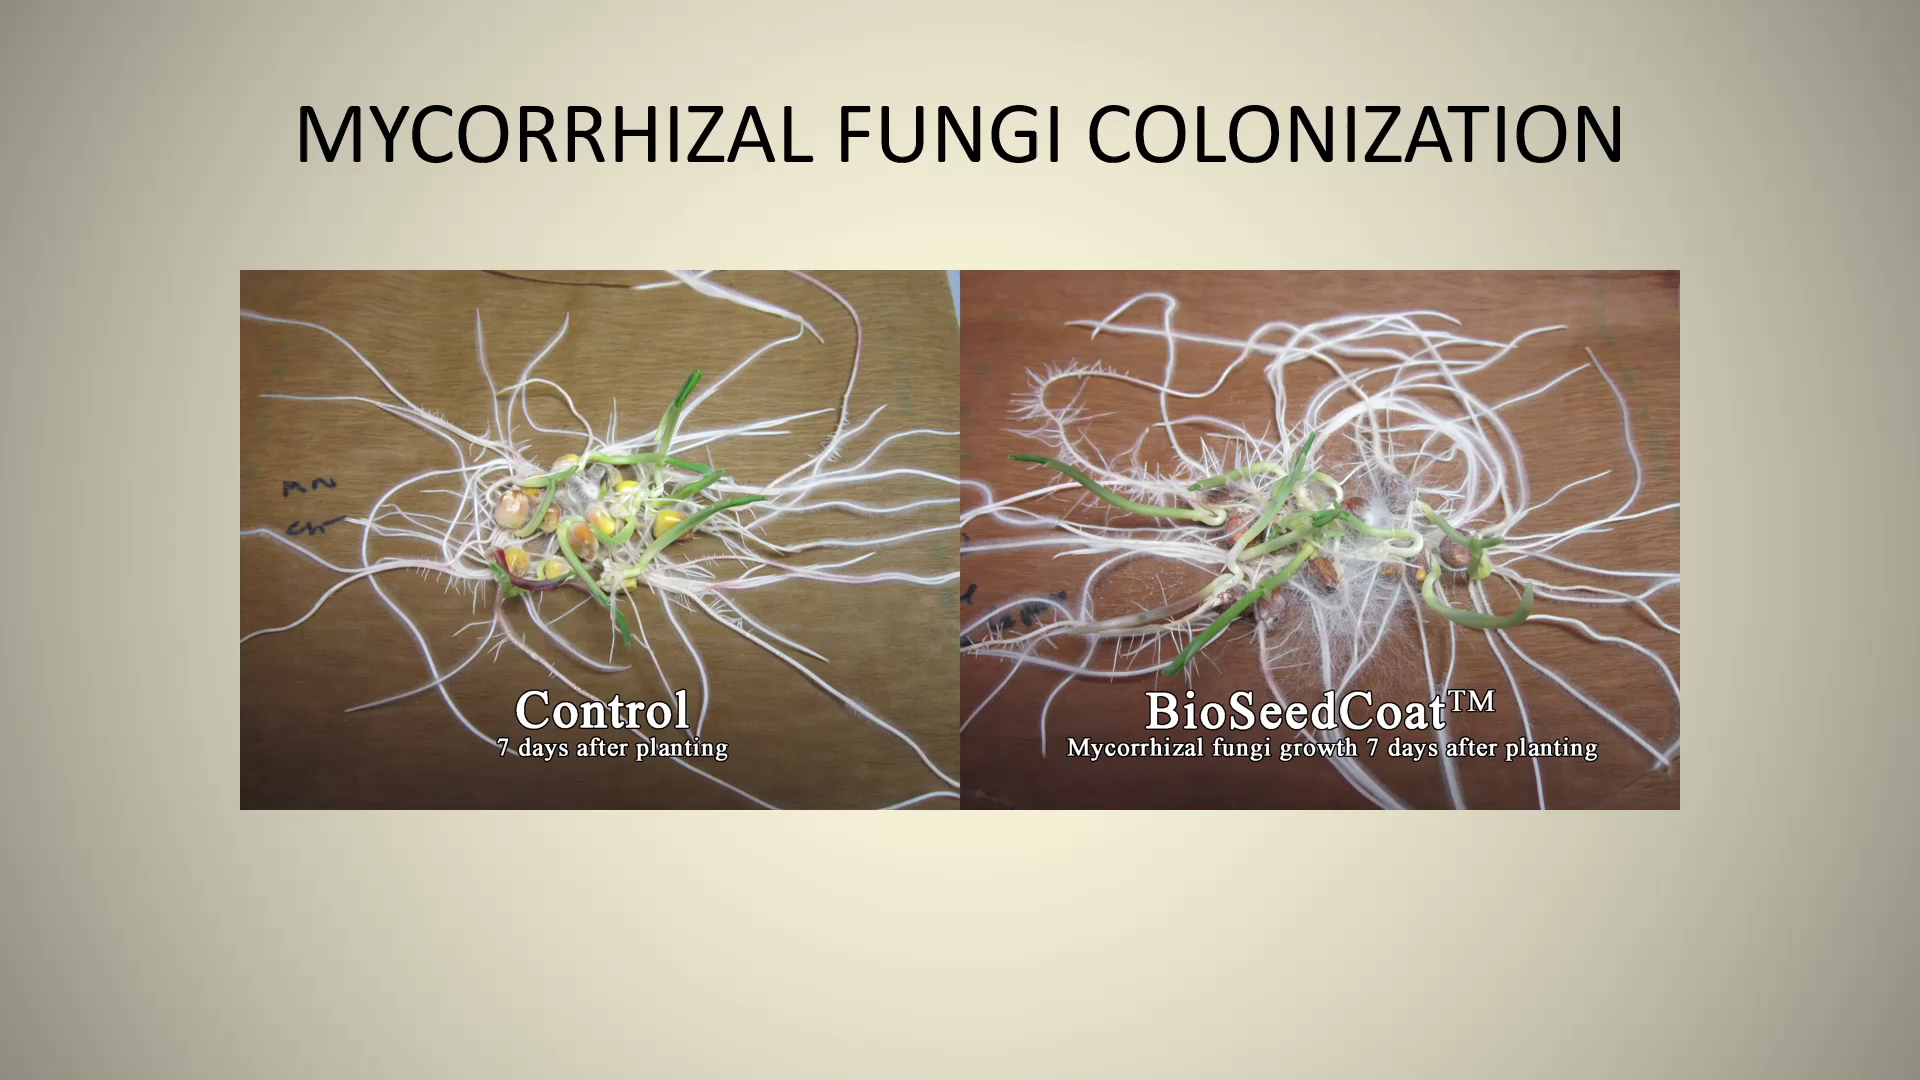 MYCORRHIZAL FUNGI COLONIZATION
Control
7 days after planting
BioSeedCoat™
Mycorrhizal fungi growth 7 days after planting